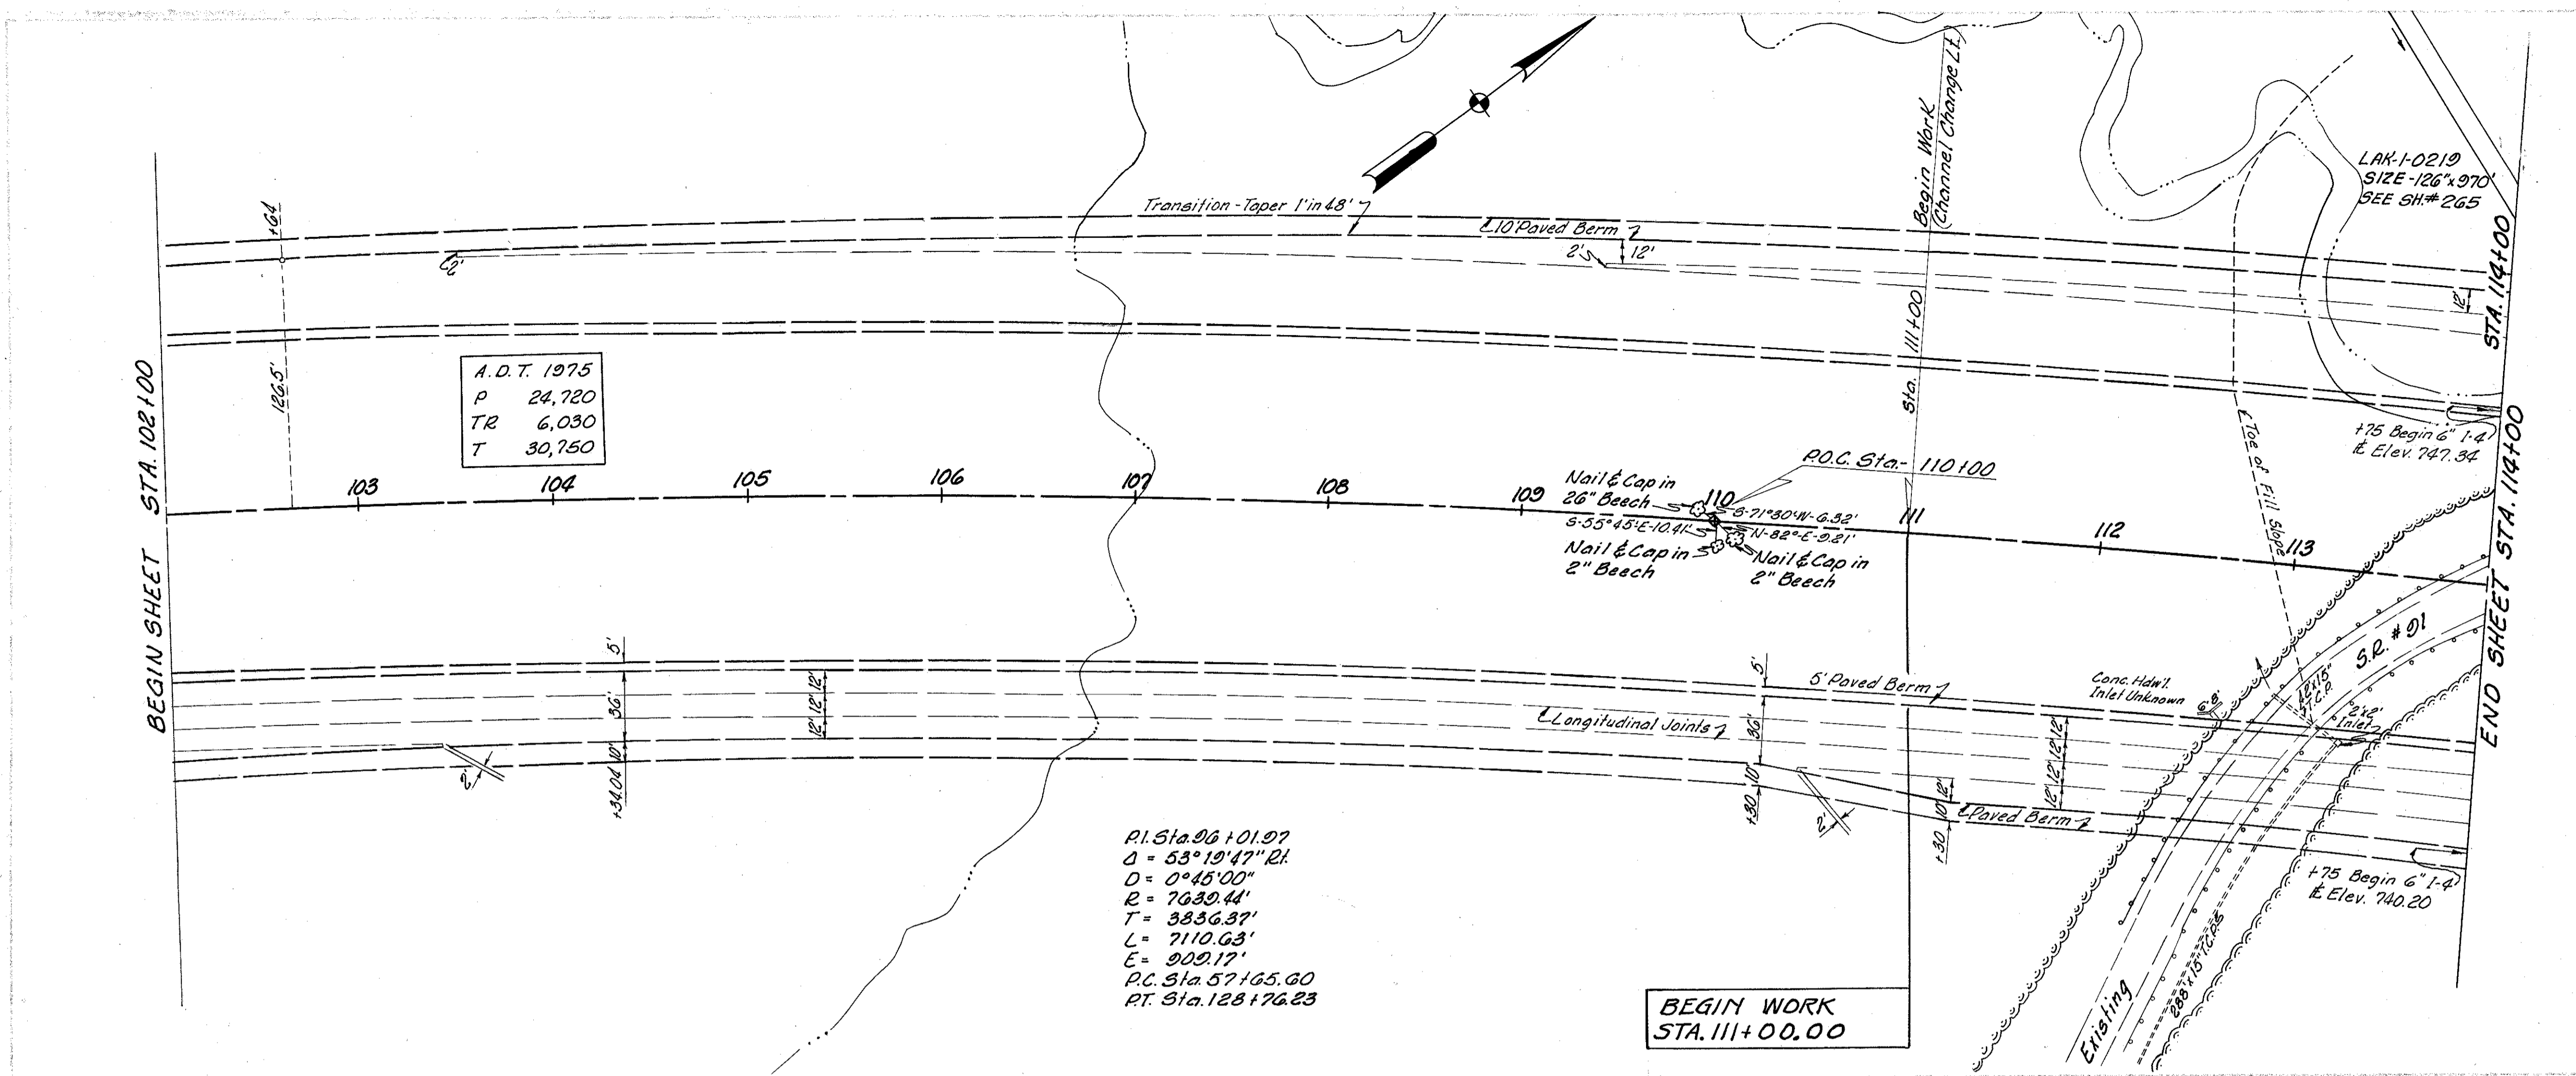 BEGIN SHEET STA. 102+00
+64
126.5'
2'
Transition-Taper 1' in 48'
10' Paved Berm
2'
12'
Begin Work
(Channel Change Lt.)
Sta. 111+00
LAK-1-0219
SIZE-126"x970'
SEE SH.#265
STA. 114+00
12'
A.D.T. 1975
P 24,720
TR 6,030
T 30,750
+75 Begin 6" I-4
℄ Elev. 747.34
Toe of Fill Slope
103
104
105
106
107
108
109
110
111
112
113
P.O.C. Sta.- 110+00
Nail & Cap in
26" Beech
S-71°30'-W-6.32'
S-55°45'-E-10.41'
N-82°-E-9.21'
Nail & Cap in
2" Beech
Nail & Cap in
2" Beech
END SHEET STA. 114+00
5'
36'
10'
+34.04
12' 12' 12'
2'
5'
36'
10'
+30
5' Paved Berm
Longitudinal Joints
2'
12'
10'
+30
12' 12' 12' 12'
Paved Berm
Conc. Hdw'l.
Inlet Unknown
S.R. #91
T.C.P.
2'x2'
Inlet
+75 Begin 6" I-4
℄ Elev. 740.20
288'x15" T.C.P.S
Existing
P.I. Sta. 96+01.97
Δ = 53°19'47" Rt.
D = 0°45'00"
R = 7639.44'
T = 3836.37'
L = 7110.63'
E = 909.17'
P.C. Sta. 57+65.60
P.T. Sta. 128+76.23
BEGIN WORK
STA. 111+00.00